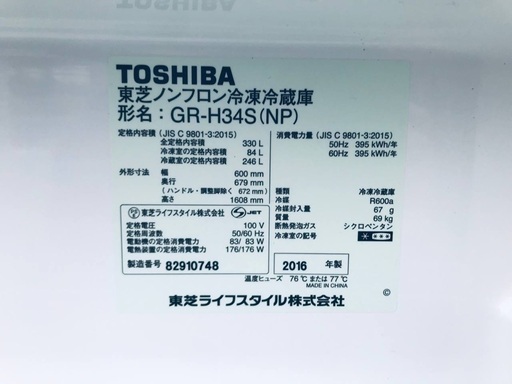 TOSHIBA
東芝ノンフロン冷凍冷蔵庫
形名：GR-H34S(NP)
定格内容積（JIS C 9801-3:2015）
全定格内容積 330 L
冷凍室の定格内容積 84 L
冷蔵室の定格内容積 246 L
外形寸法 幅 600 mm
奥行 679 mm
（ハンドル・調整脚除く 672 mm）
高さ 1608 mm
消費電力量（JIS C 9801-3:2015）
50Hz 395 kWh/年
60Hz 395 kWh/年
種類 冷凍冷蔵庫
冷媒 R600a
冷媒封入量 67 g
質量 69 kg
断熱発泡ガス シクロペンタン
冷凍室の記号
東芝ライフスタイル株式会社 JET
定格電圧 100 V
定格周波数 50/60 Hz
電動機の定格消費電力 83/ 83 W
電熱装置の定格消費電力 176/176 W
製造番号 82910748
2016 年製
温度ヒューズ 76℃または 77℃
MADE IN CHINA
東芝ライフスタイル株式会社